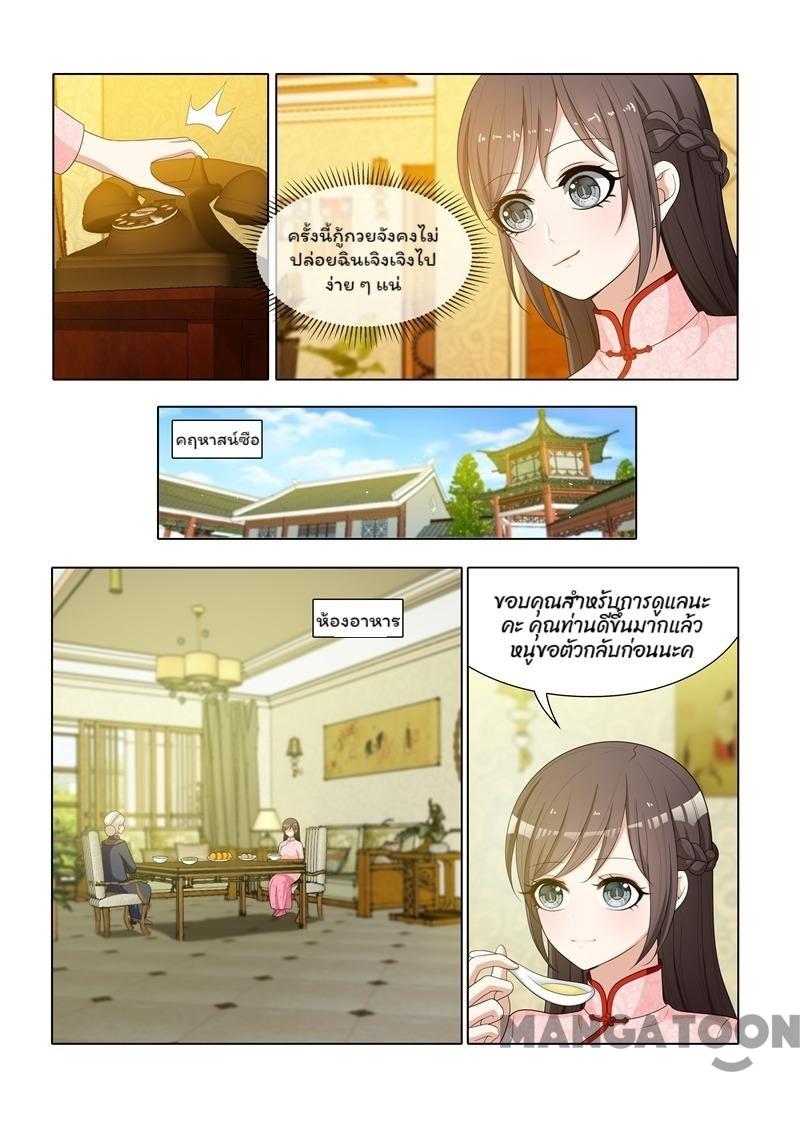 ครั้งนี้กู้กวยจังคงไม่
ปล่อยฉินเจิงเจิงไป
ง่าย ๆ แน่
คฤหาสน์ซือ
ห้องอาหาร
ขอบคุณสำหรับการดูแลนะ
คะ คุณท่านดีขึ้นมากแล้ว
หนูขอตัวกลับก่อนนะค
MANGATOON